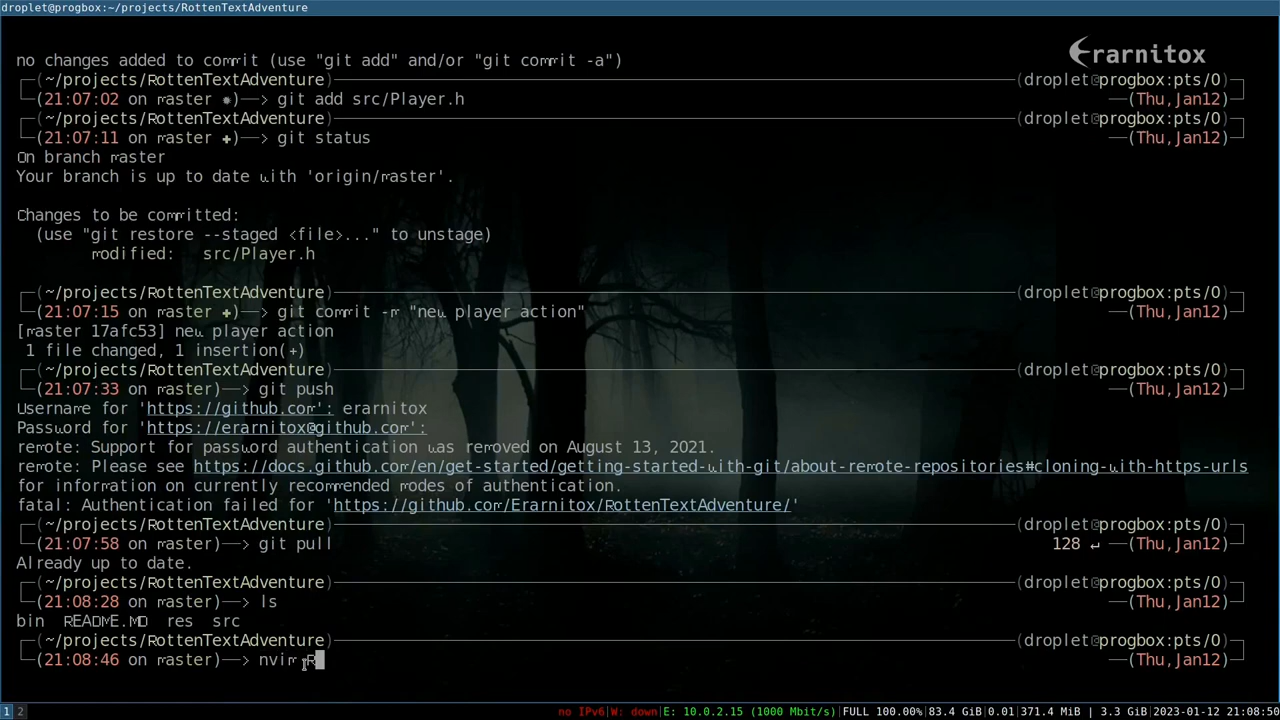 droplet@progbox:~/projects/RottenTextAdventure
Erarnitox
no changes added to commit (use "git add" and/or "git commit -a")
(~/projects/RottenTextAdventure) (droplet@progbox:pts/0)
(21:07:02 on master ✹)──> git add src/Player.h ──(Thu,Jan12)
(~/projects/RottenTextAdventure) (droplet@progbox:pts/0)
(21:07:11 on master ✚)──> git status ──(Thu,Jan12)
On branch master
Your branch is up to date with 'origin/master'.
Changes to be committed:
(use "git restore --staged <file>..." to unstage)
modified: src/Player.h
(~/projects/RottenTextAdventure) (droplet@progbox:pts/0)
(21:07:15 on master ✚)──> git commit -m "new player action" ──(Thu,Jan12)
[master 17afc53] new player action
1 file changed, 1 insertion(+)
(~/projects/RottenTextAdventure) (droplet@progbox:pts/0)
(21:07:33 on master)──> git push ──(Thu,Jan12)
Username for 'https://github.com': erarnitox
Password for 'https://erarnitox@github.com':
remote: Support for password authentication was removed on August 13, 2021.
remote: Please see https://docs.github.com/en/get-started/getting-started-with-git/about-remote-repositories#cloning-with-https-urls
for information on currently recommended modes of authentication.
fatal: Authentication failed for 'https://github.com/Erarnitox/RottenTextAdventure/'
(~/projects/RottenTextAdventure) (droplet@progbox:pts/0)
(21:07:58 on master)──> git pull 128 ↵ ──(Thu,Jan12)
Already up to date.
(~/projects/RottenTextAdventure) (droplet@progbox:pts/0)
(21:08:28 on master)──> ls ──(Thu,Jan12)
bin README.MD res src
(~/projects/RottenTextAdventure) (droplet@progbox:pts/0)
(21:08:46 on master)──> nvim R ──(Thu,Jan12)
1 2 no IPv6|W: down|E: 10.0.2.15 (1000 Mbit/s)|FULL 100.00%|83.4 GiB|0.01|371.4 MiB | 3.3 GiB|2023-01-12 21:08:50